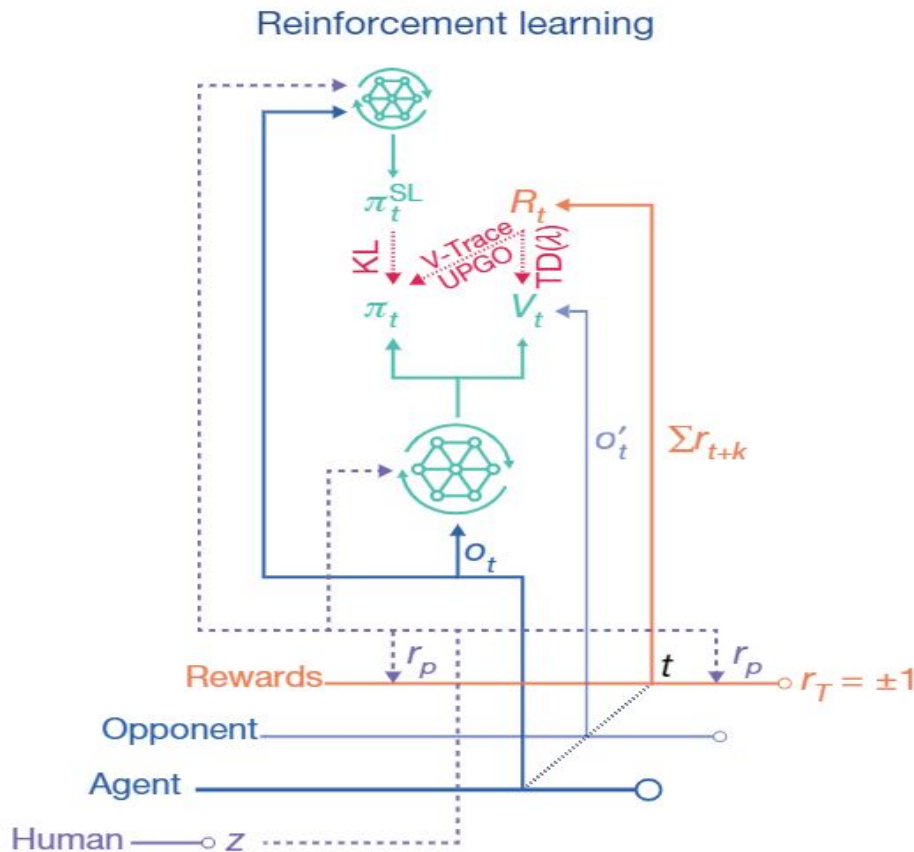 Reinforcement learning
π_t^SL
R_t
KL
V-Trace
UPGO
TD(λ)
π_t
V_t
o′_t
Σr_{t+k}
o_t
r_p
t
r_p
Rewards
r_T = ±1
Opponent
Agent
Human
z